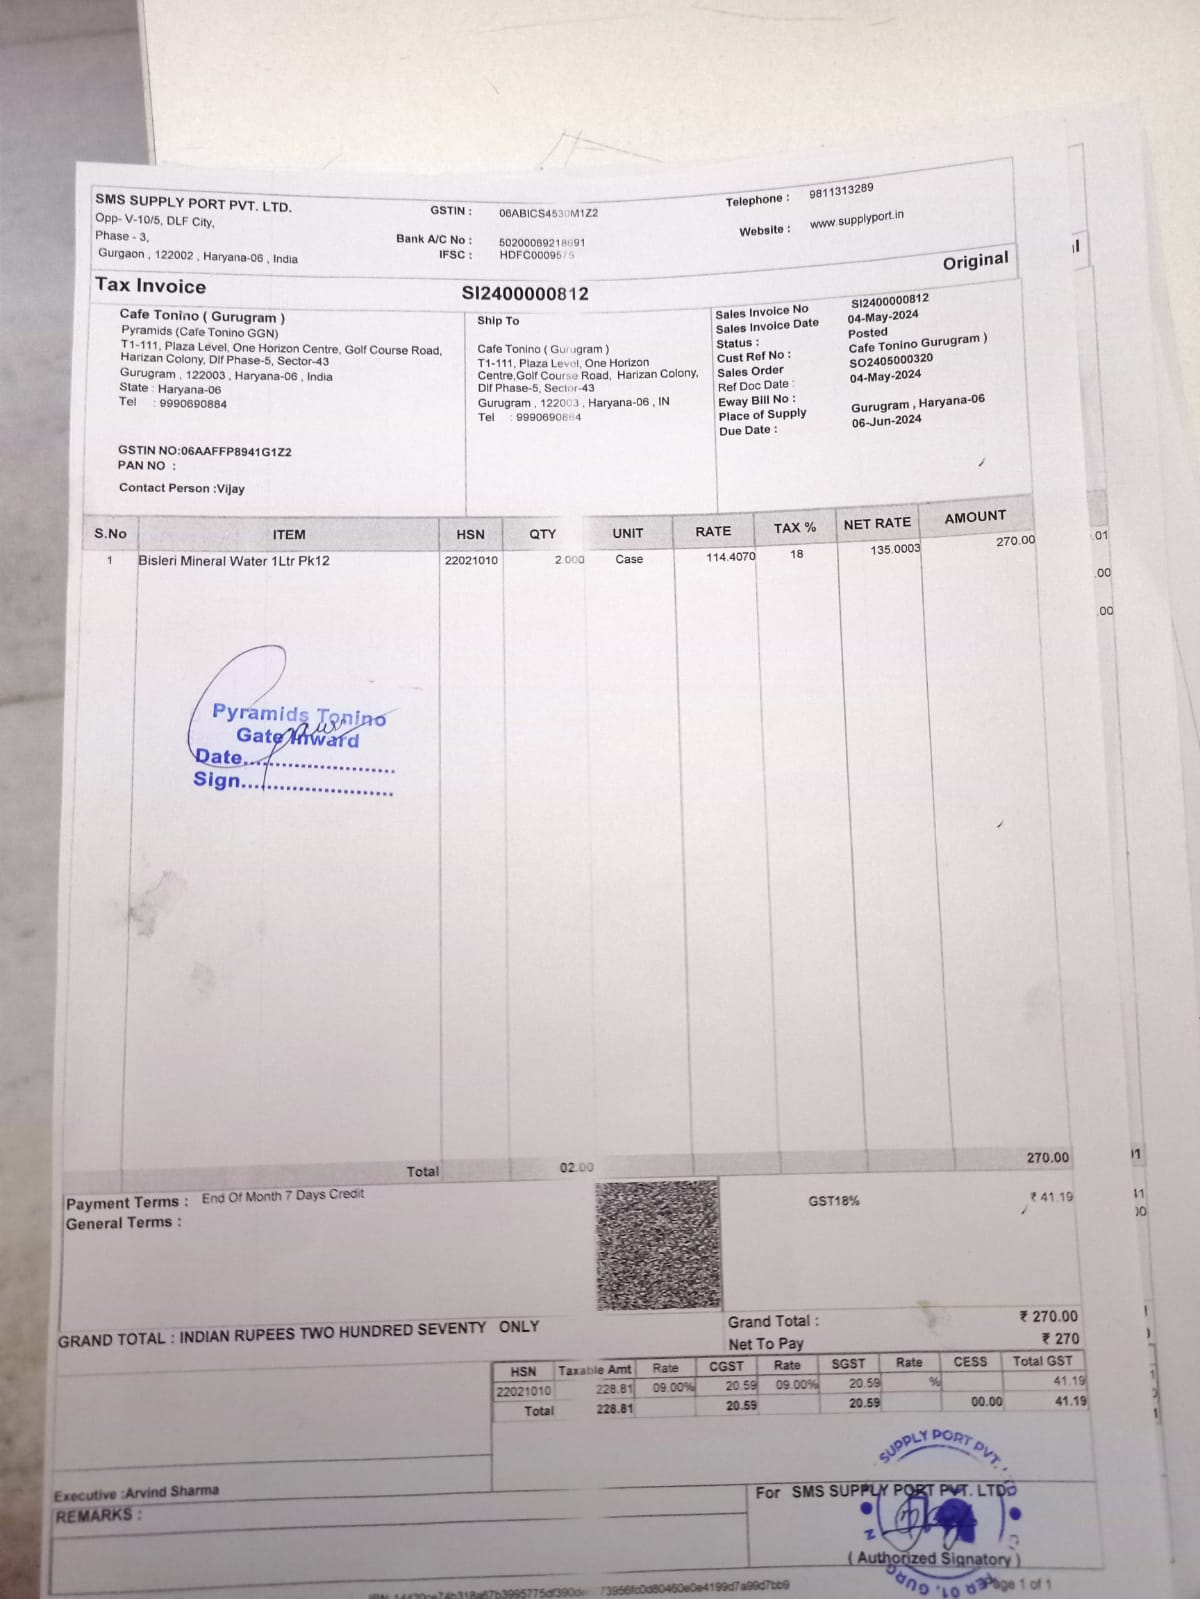 SMS SUPPLY PORT PVT. LTD.
Opp- V-10/5, DLF City,
Phase - 3,
Gurgaon , 122002 , Haryana-06 , India
GSTIN : 06ABICS4530M1Z2
Bank A/C No : 50200069218691
IFSC : HDFC0009575
Telephone : 9811313289
Website : www.supplyport.in
Original
Tax Invoice
SI2400000812
Cafe Tonino ( Gurugram )
Pyramids (Cafe Tonino GGN)
T1-111, Plaza Level, One Horizon Centre, Golf Course Road,
Harizan Colony, Dlf Phase-5, Sector-43
Gurugram , 122003 , Haryana-06 , India
State : Haryana-06
Tel : 9990690884
GSTIN NO:06AAFFP8941G1Z2
PAN NO :
Contact Person :Vijay
Ship To
Cafe Tonino ( Gurugram )
T1-111, Plaza Level, One Horizon
Centre,Golf Course Road, Harizan Colony,
Dlf Phase-5, Sector-43
Gurugram , 122003 , Haryana-06 , IN
Tel : 9990690884
Sales Invoice No SI2400000812
Sales Invoice Date 04-May-2024
Status : Posted
Cust Ref No : Cafe Tonino Gurugram )
Sales Order SO2405000320
Ref Doc Date : 04-May-2024
Eway Bill No :
Place of Supply Gurugram , Haryana-06
Due Date : 06-Jun-2024
S.No ITEM HSN QTY UNIT RATE TAX % NET RATE AMOUNT
1 Bisleri Mineral Water 1Ltr Pk12 22021010 2.000 Case 114.4070 18 135.0003 270.00
Pyramids Tonino
Gate Inward
Date..........................
Sign..........................
Total 02.00 270.00
Payment Terms : End Of Month 7 Days Credit
General Terms :
GST18% ₹ 41.19
GRAND TOTAL : INDIAN RUPEES TWO HUNDRED SEVENTY ONLY
Grand Total : ₹ 270.00
Net To Pay ₹ 270
HSN Taxable Amt Rate CGST Rate SGST Rate CESS Total GST
22021010 228.81 09.00% 20.59 09.00% 20.59 % 41.19
Total 228.81 20.59 20.59 00.00 41.19
Executive :Arvind Sharma
REMARKS :
For SMS SUPPLY PORT PVT. LTD
SUPPLY PORT PVT.
( Authorized Signatory )
Page 1 of 1